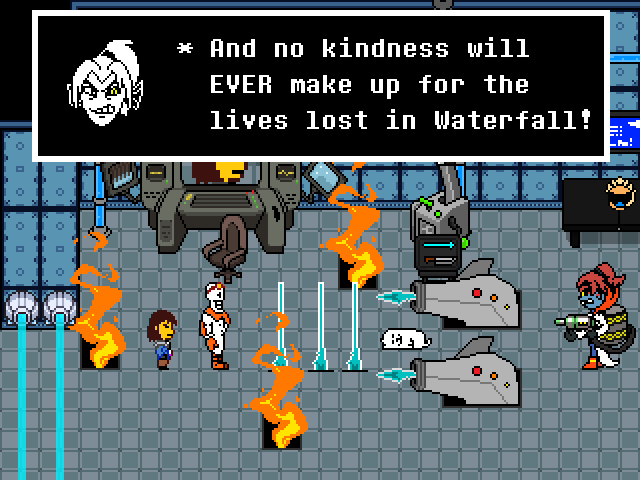 * And no kindness will
EVER make up for the
lives lost in Waterfall!